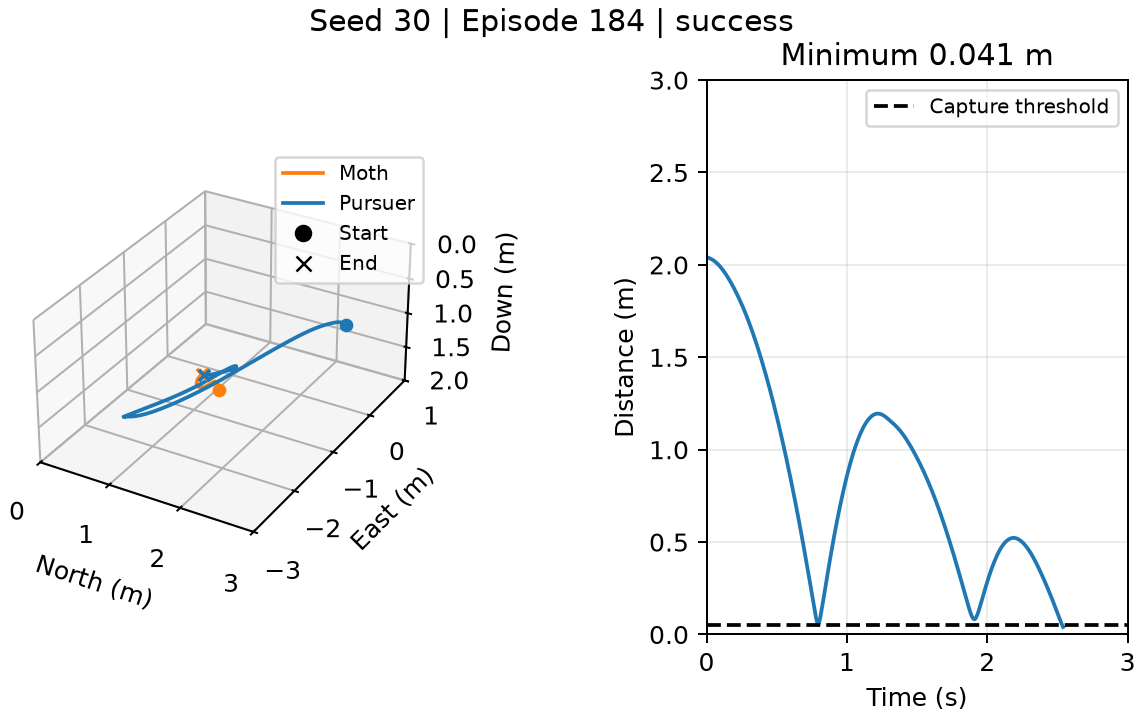 Seed 30 | Episode 184 | success
Moth
Pursuer
Start
End
0.0
0.5
1.0
1.5
2.0
Down (m)
1
0
−1
−2
−3
East (m)
0
1
2
3
North (m)
Minimum 0.041 m
Capture threshold
3.0
2.5
2.0
1.5
1.0
0.5
0.0
Distance (m)
0
1
2
3
Time (s)